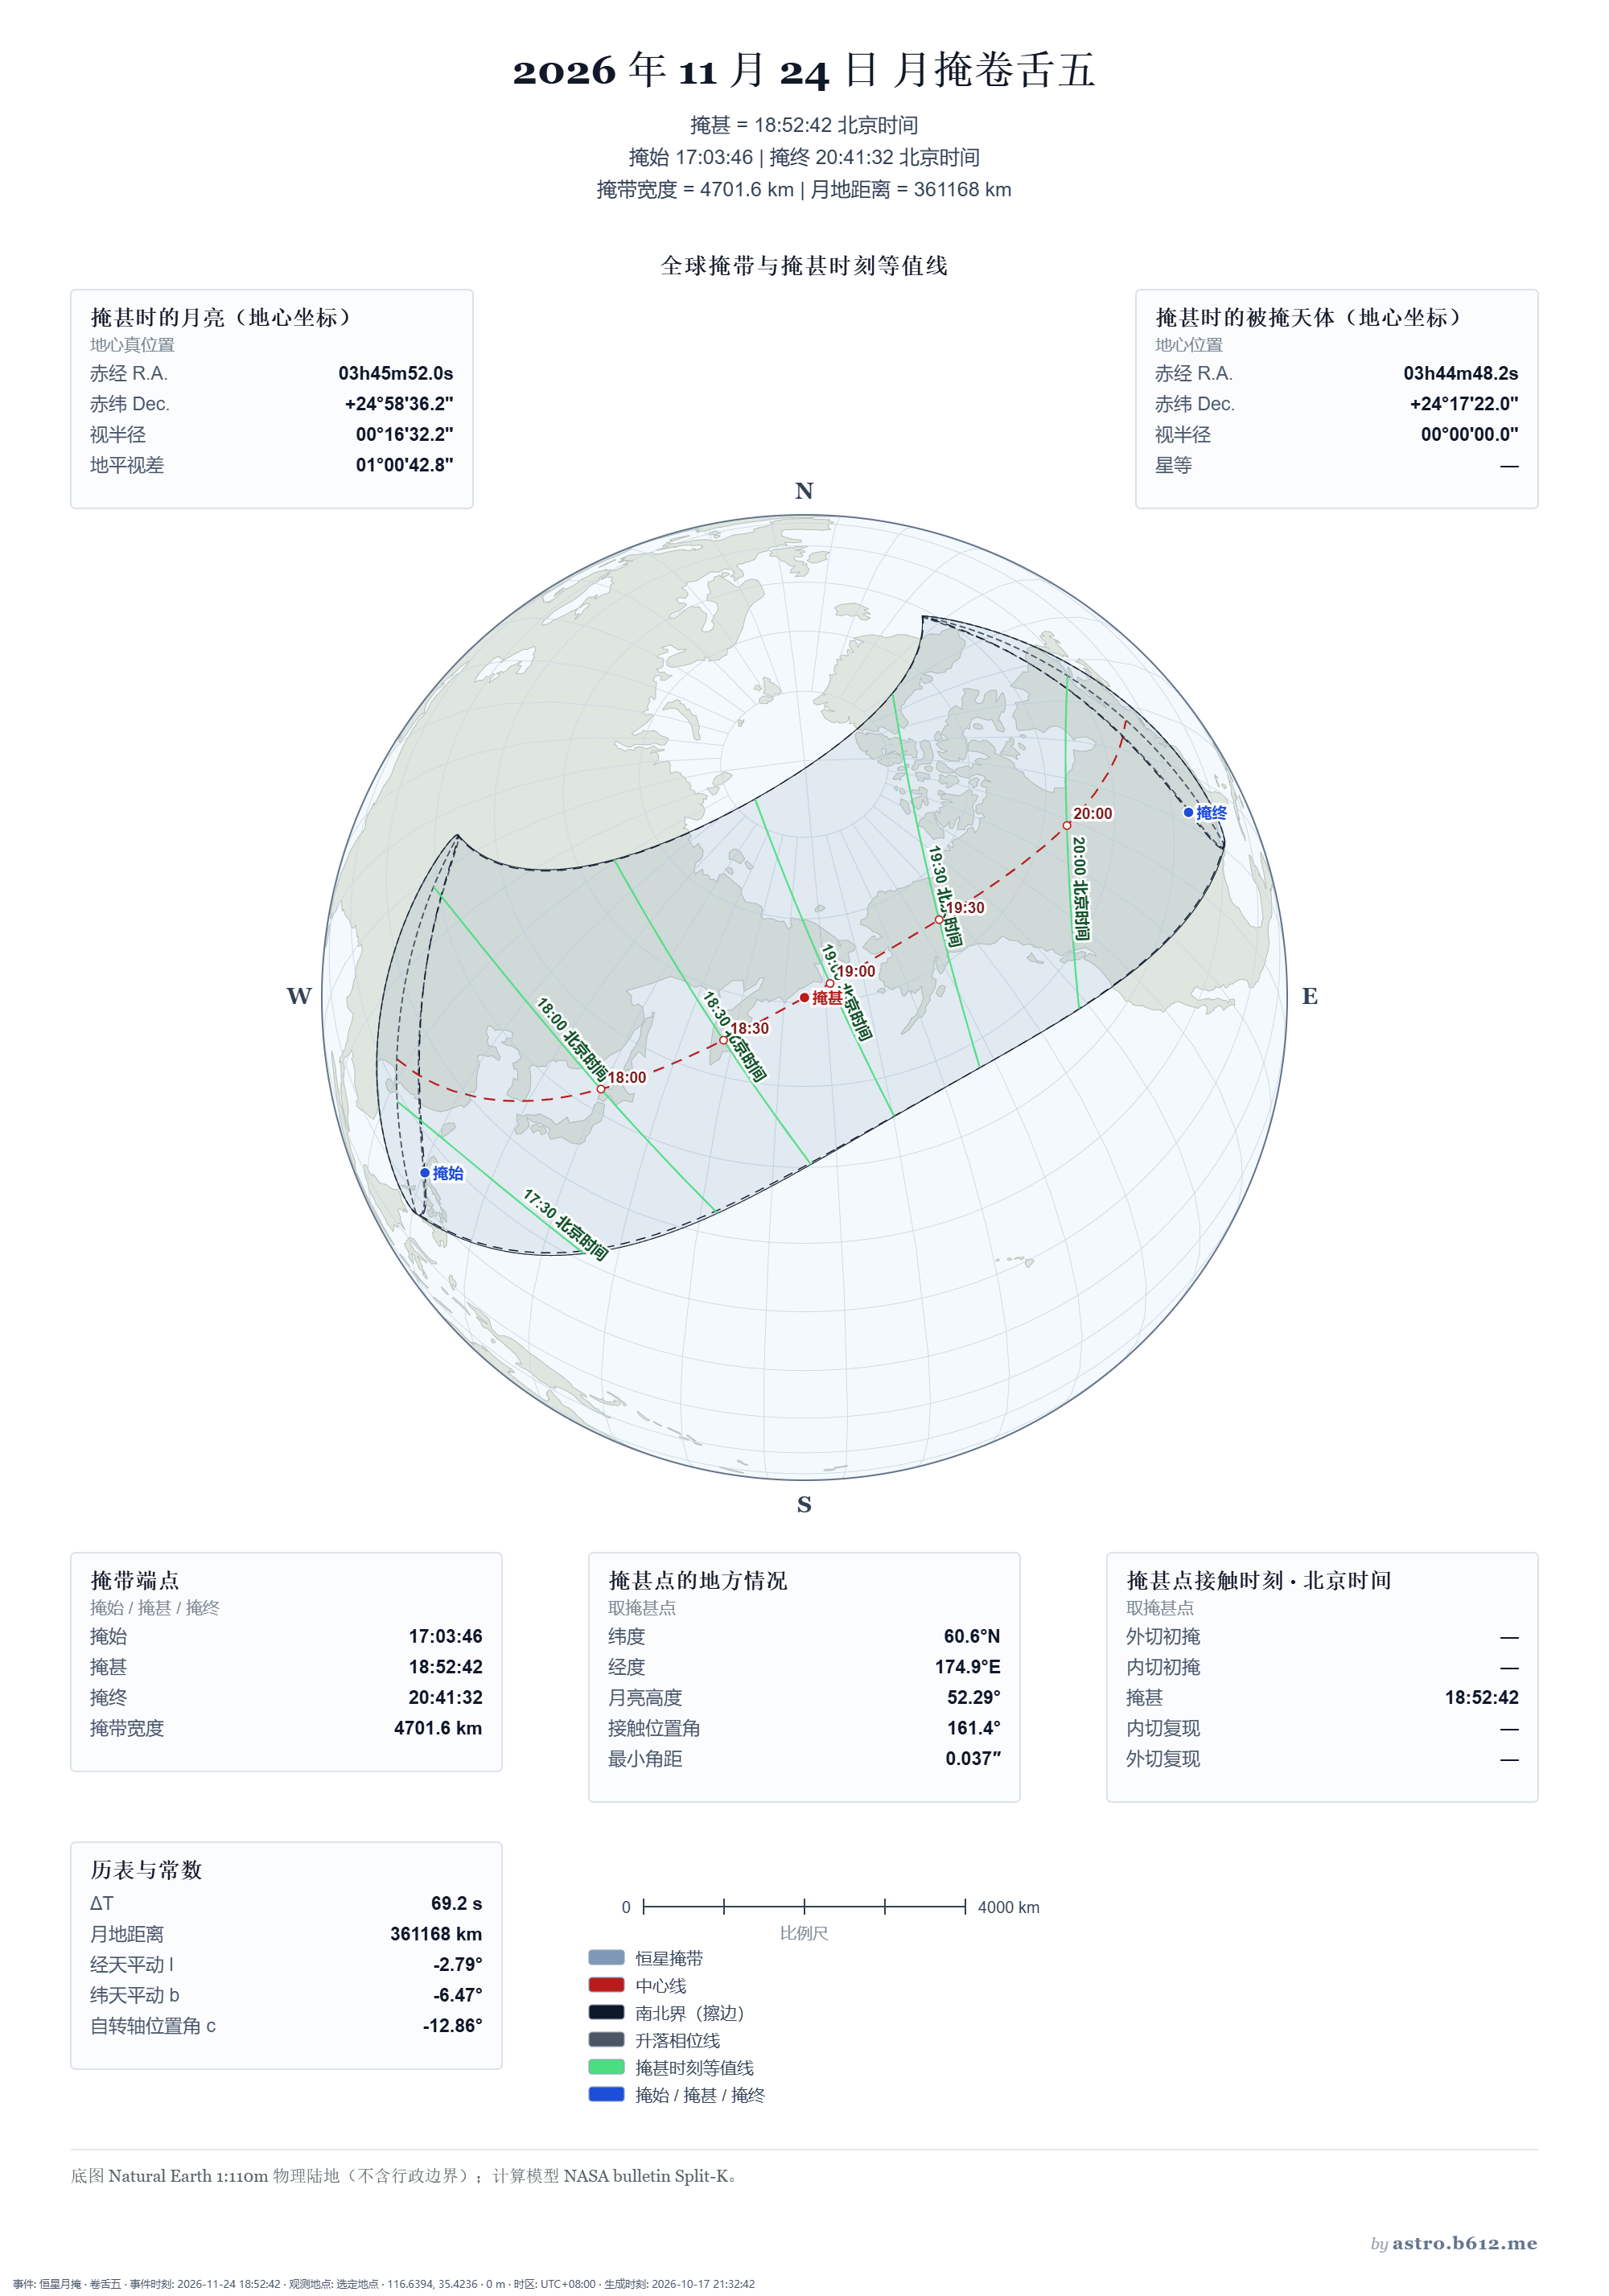 2026 年 11 月 24 日 月掩卷舌五
掩甚 = 18:52:42 北京时间
掩始 17:03:46 | 掩终 20:41:32 北京时间
掩带宽度 = 4701.6 km | 月地距离 = 361168 km
全球掩带与掩甚时刻等值线
掩甚时的月亮（地心坐标）
地心真位置
赤经 R.A. 03h45m52.0s
赤纬 Dec. +24°58'36.2"
视半径 00°16'32.2"
地平视差 01°00'42.8"
掩甚时的被掩天体（地心坐标）
地心位置
赤经 R.A. 03h44m48.2s
赤纬 Dec. +24°17'22.0"
视半径 00°00'00.0"
星等 —
N
W
E
S
掩终
20:00
20:00 北京时间
19:30
19:30 北京时间
19:00
19:00 北京时间
掩甚
18:30
18:30 北京时间
18:00
18:00 北京时间
掩始
17:30 北京时间
掩带端点
掩始 / 掩甚 / 掩终
掩始 17:03:46
掩甚 18:52:42
掩终 20:41:32
掩带宽度 4701.6 km
掩甚点的地方情况
取掩甚点
纬度 60.6°N
经度 174.9°E
月亮高度 52.29°
接触位置角 161.4°
最小角距 0.037″
掩甚点接触时刻 · 北京时间
取掩甚点
外切初掩 —
内切初掩 —
掩甚 18:52:42
内切复现 —
外切复现 —
历表与常数
ΔT 69.2 s
月地距离 361168 km
经天平动 l -2.79°
纬天平动 b -6.47°
自转轴位置角 c -12.86°
0 4000 km
比例尺
恒星掩带
中心线
南北界（擦边）
升落相位线
掩甚时刻等值线
掩始 / 掩甚 / 掩终
底图 Natural Earth 1:110m 物理陆地（不含行政边界）；计算模型 NASA bulletin Split-K。
by astro.b612.me
事件: 恒星月掩 · 卷舌五 · 事件时刻: 2026-11-24 18:52:42 · 观测地点: 选定地点 · 116.6394, 35.4236 · 0 m · 时区: UTC+08:00 · 生成时刻: 2026-10-17 21:32:42